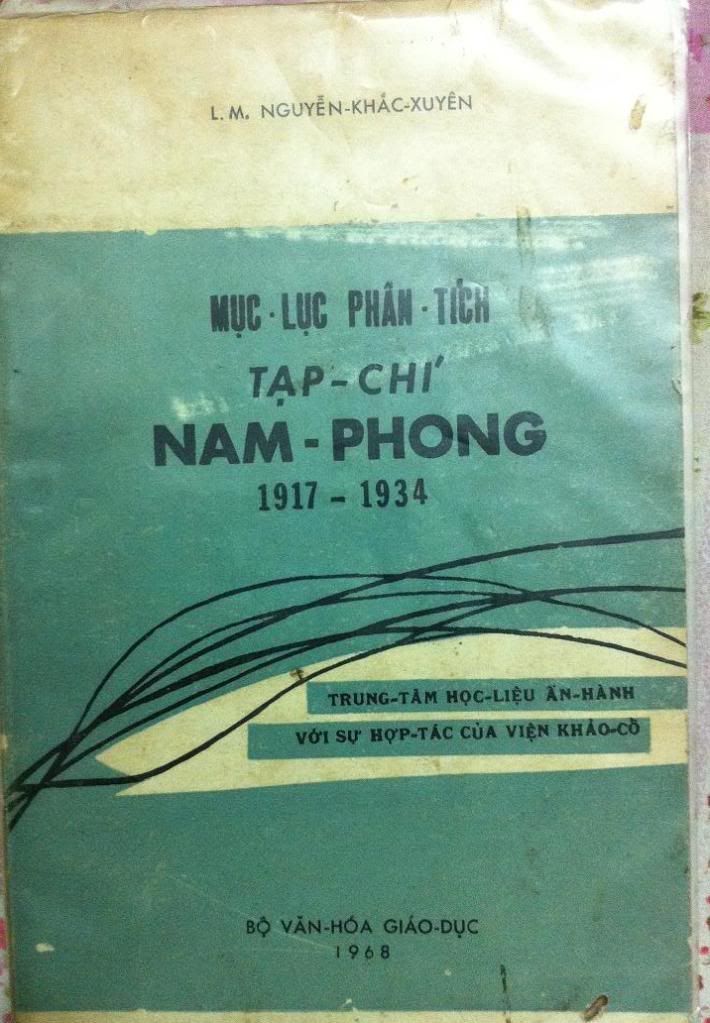 L.M. NGUYỄN-KHẮC-XUYÊN
MỤC·LỤC PHÂN·TÍCH
TẠP-CHÍ
NAM-PHONG
1917 - 1934
TRUNG-TÂM HỌC-LIỆU ẤN-HÀNH
VỚI SỰ HỢP-TÁC CỦA VIỆN KHẢO-CỔ
BỘ VĂN-HÓA GIÁO-DỤC
1968